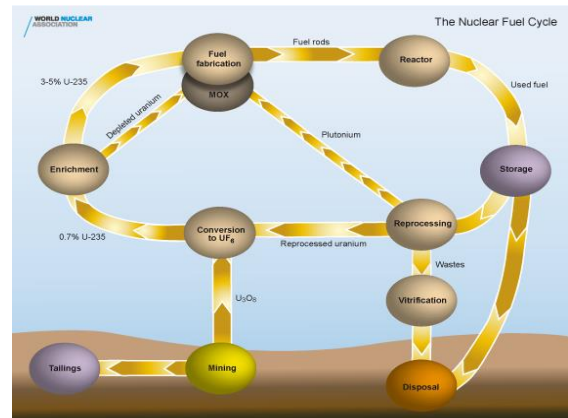 WORLD NUCLEAR
ASSOCIATION
The Nuclear Fuel Cycle
Fuel
fabrication
MOX
Fuel rods
Reactor
Used fuel
3-5% U-235
Depleted uranium
Plutonium
Enrichment
Storage
0.7% U-235
Conversion
to UF₆
Reprocessed uranium
Reprocessing
Wastes
U₃O₈
Vitrification
Tailings
Mining
Disposal